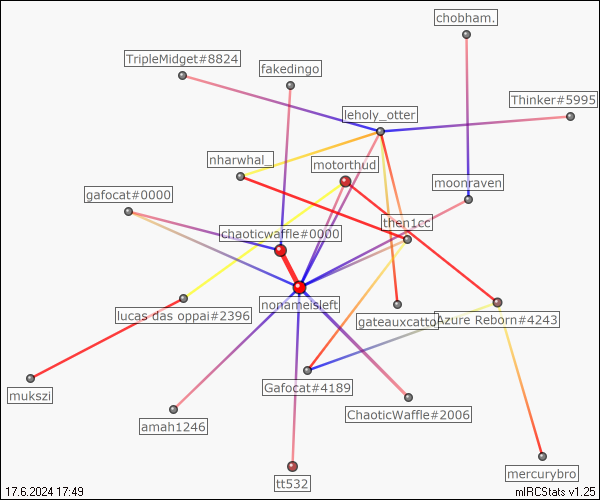 chobham.
TripleMidget#8824
fakedingo
Thinker#5995
leholy_otter
nharwhal_
motorthud
moonraven
gafocat#0000
chaoticwaffle#0000
then1cc
nonameisleft
lucas das oppai#2396
gateauxcatto
Azure Reborn#4243
mukszi
Gafocat#4189
ChaoticWaffle#2006
amah1246
mercurybro
tt532
17.6.2024 17:49
mIRCStats v1.25